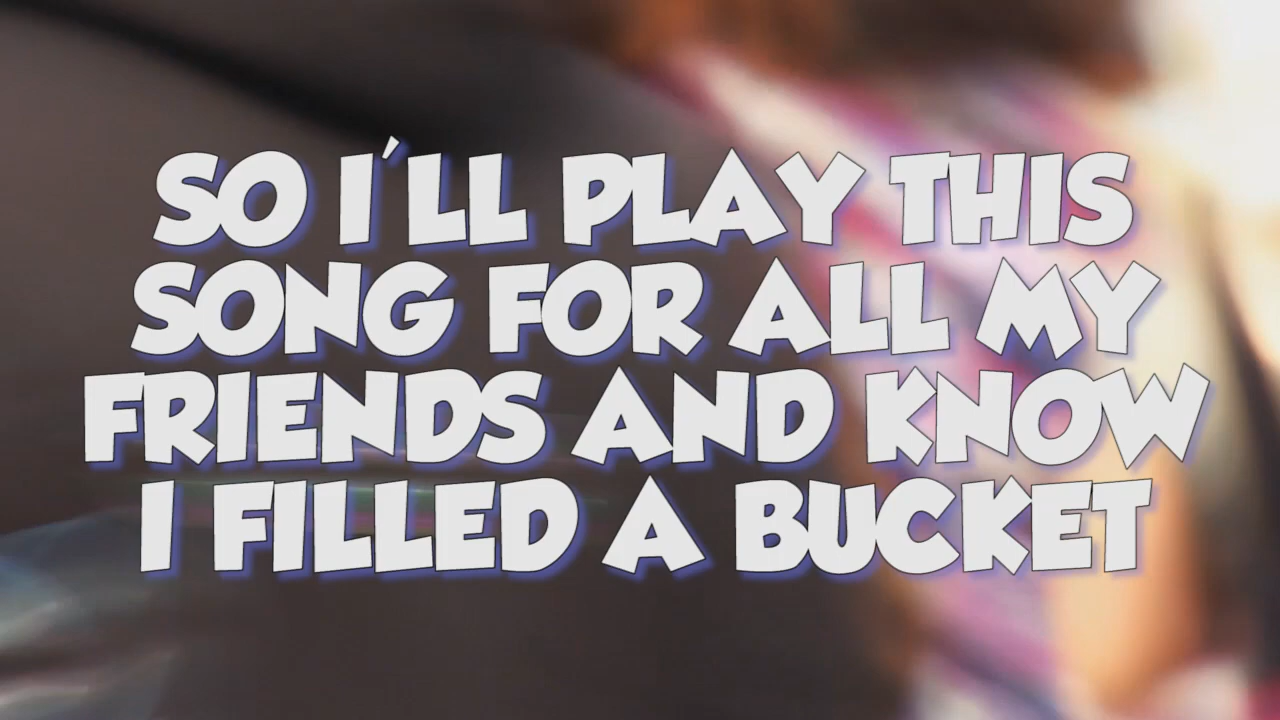 SO I'LL PLAY THIS
SONG FOR ALL MY
FRIENDS AND KNOW
I FILLED A BUCKET